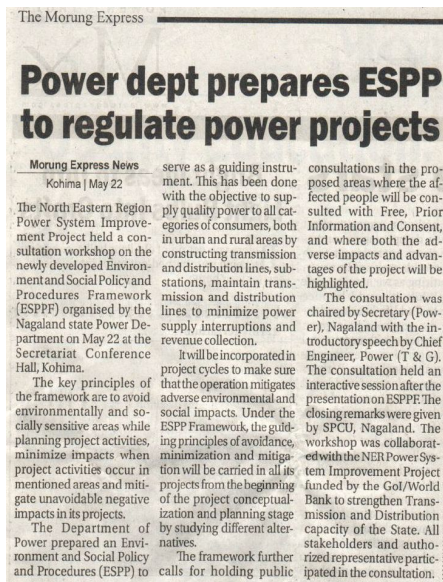 The Morung Express
Power dept prepares ESPP
to regulate power projects
Morung Express News
Kohima | May 22
The North Eastern Region
Power System Improve-
ment Project held a con-
sultation workshop on the
newly developed Environ-
ment and Social Policy and
Procedures Framework
(ESPPF) organised by the
Nagaland state Power De-
partment on May 22 at the
Secretariat Conference
Hall, Kohima.
The key principles of
the framework are to avoid
environmentally and so-
cially sensitive areas while
planning project activities,
minimize impacts when
project activities occur in
mentioned areas and miti-
gate unavoidable negative
impacts in its projects.
The Department of
Power prepared an Envi-
ronment and Social Policy
and Procedures (ESPP) to
serve as a guiding instru-
ment. This has been done
with the objective to sup-
ply quality power to all cat-
egories of consumers, both
in urban and rural areas by
constructing transmission
and distribution lines, sub-
stations, maintain trans-
mission and distribution
lines to minimize power
supply interruptions and
revenue collection.
It will be incorporated in
project cycles to make sure
that the operation mitigates
adverse environmental and
social impacts. Under the
ESPP Framework, the guid-
ing principles of avoidance,
minimization and mitiga-
tion will be carried in all its
projects from the beginning
of the project conceptual-
ization and planning stage
by studying different alter-
natives.
The framework further
calls for holding public
consultations in the pro-
posed areas where the af-
fected people will be con-
sulted with Free, Prior
Information and Consent,
and where both the ad-
verse impacts and advan-
tages of the project will be
highlighted.
The consultation was
chaired by Secretary (Pow-
er), Nagaland with the in-
troductory speech by Chief
Engineer, Power (T & G).
The consultation held an
interactive session after the
presentation on ESPPF. The
closing remarks were given
by SPCU, Nagaland. The
workshop was collaborat-
ed with the NER Power Sys-
tem Improvement Project
funded by the GoI/World
Bank to strengthen Trans-
mission and Distribution
capacity of the State. All
stakeholders and autho-
rized representative partic-
ipated in the consultation.